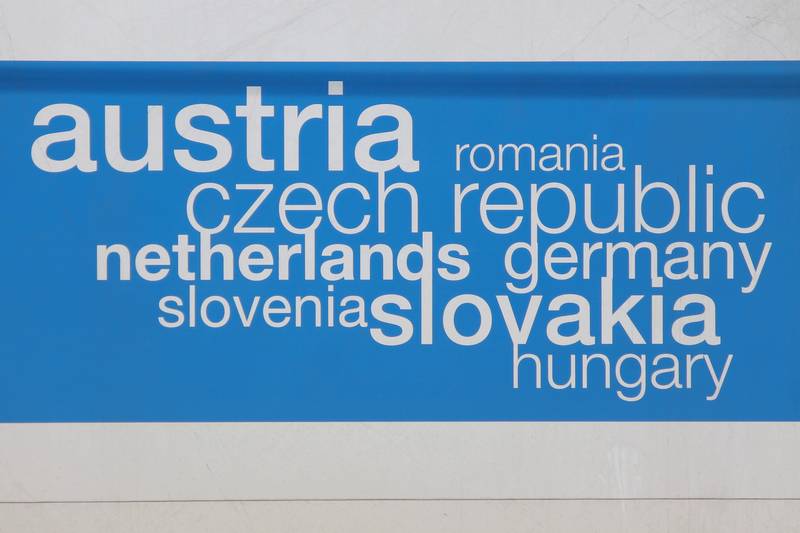 austria romania
czech republic
netherlands germany
slovenia slovakia
hungary